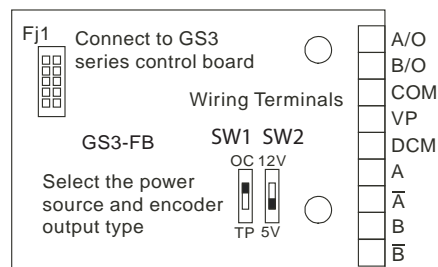 Fj1
Connect to GS3
series control board
Wiring Terminals
GS3-FB
SW1 SW2
OC 12V
Select the power
source and encoder
output type
TP 5V
A/O
B/O
COM
VP
DCM
A
A̅
B
B̅